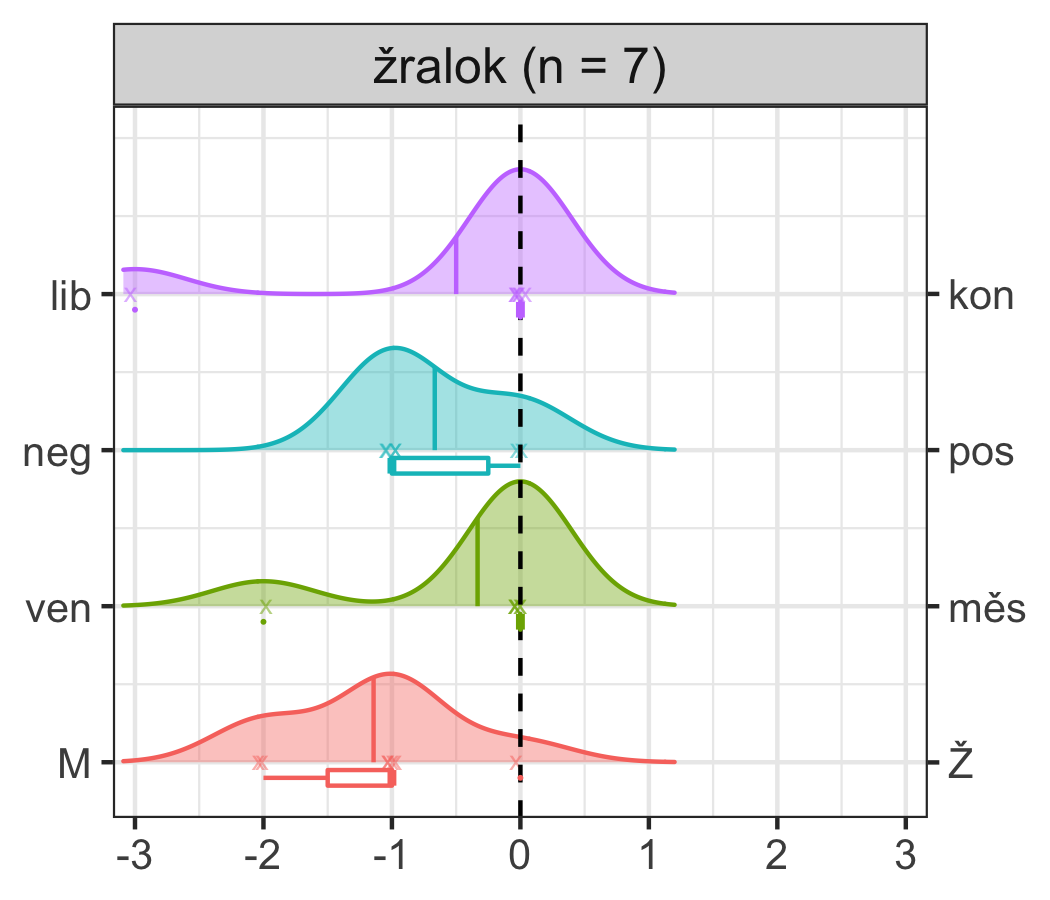 žralok (n = 7)
lib kon
neg pos
ven měs
M Ž
-3 -2 -1 0 1 2 3